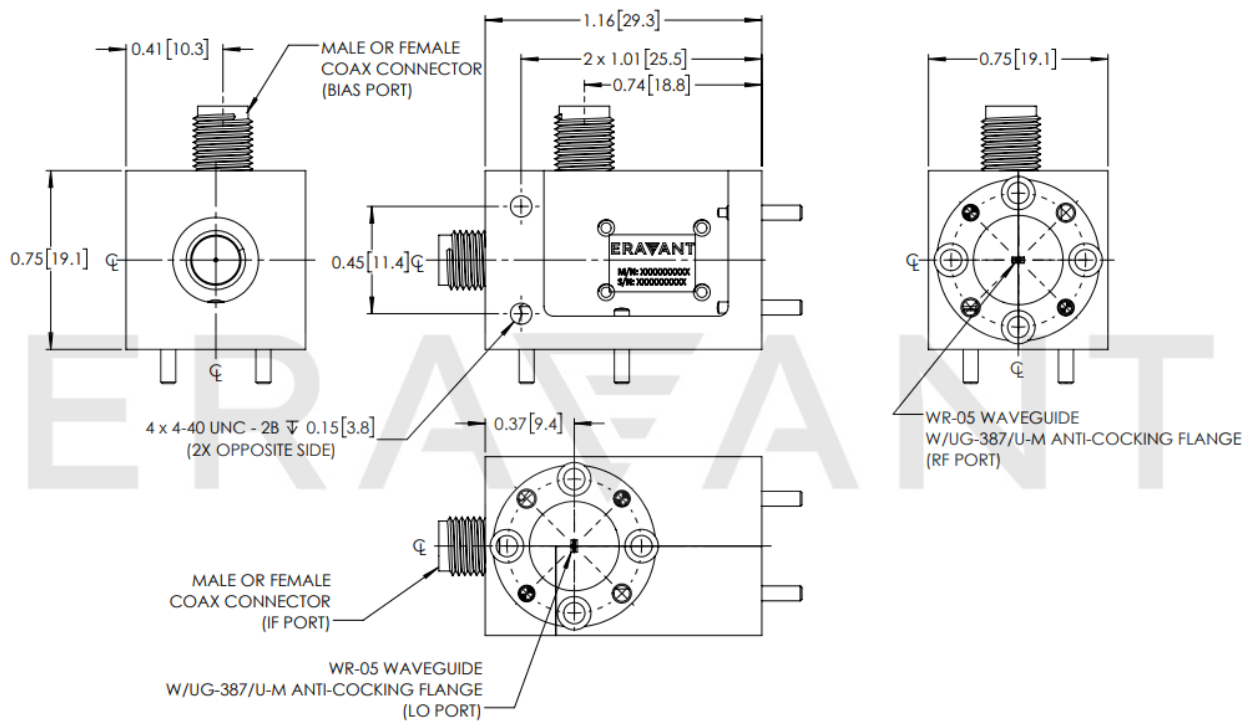 1.16[29.3]
0.41[10.3]
MALE OR FEMALE
COAX CONNECTOR
(BIAS PORT)
2 x 1.01[25.5]
0.74[18.8]
0.75[19.1]
0.75[19.1]
℄
0.45[11.4]
℄
ERAVANT
M/N: XXXXXXXXXX
S/N: XXXXXXXXXX
℄
℄
℄
ERAVANT
4 x 4-40 UNC - 2B ↧ 0.15[3.8]
(2X OPPOSITE SIDE)
0.37[9.4]
WR-05 WAVEGUIDE
W/UG-387/U-M ANTI-COCKING FLANGE
(RF PORT)
℄
MALE OR FEMALE
COAX CONNECTOR
(IF PORT)
WR-05 WAVEGUIDE
W/UG-387/U-M ANTI-COCKING FLANGE
(LO PORT)